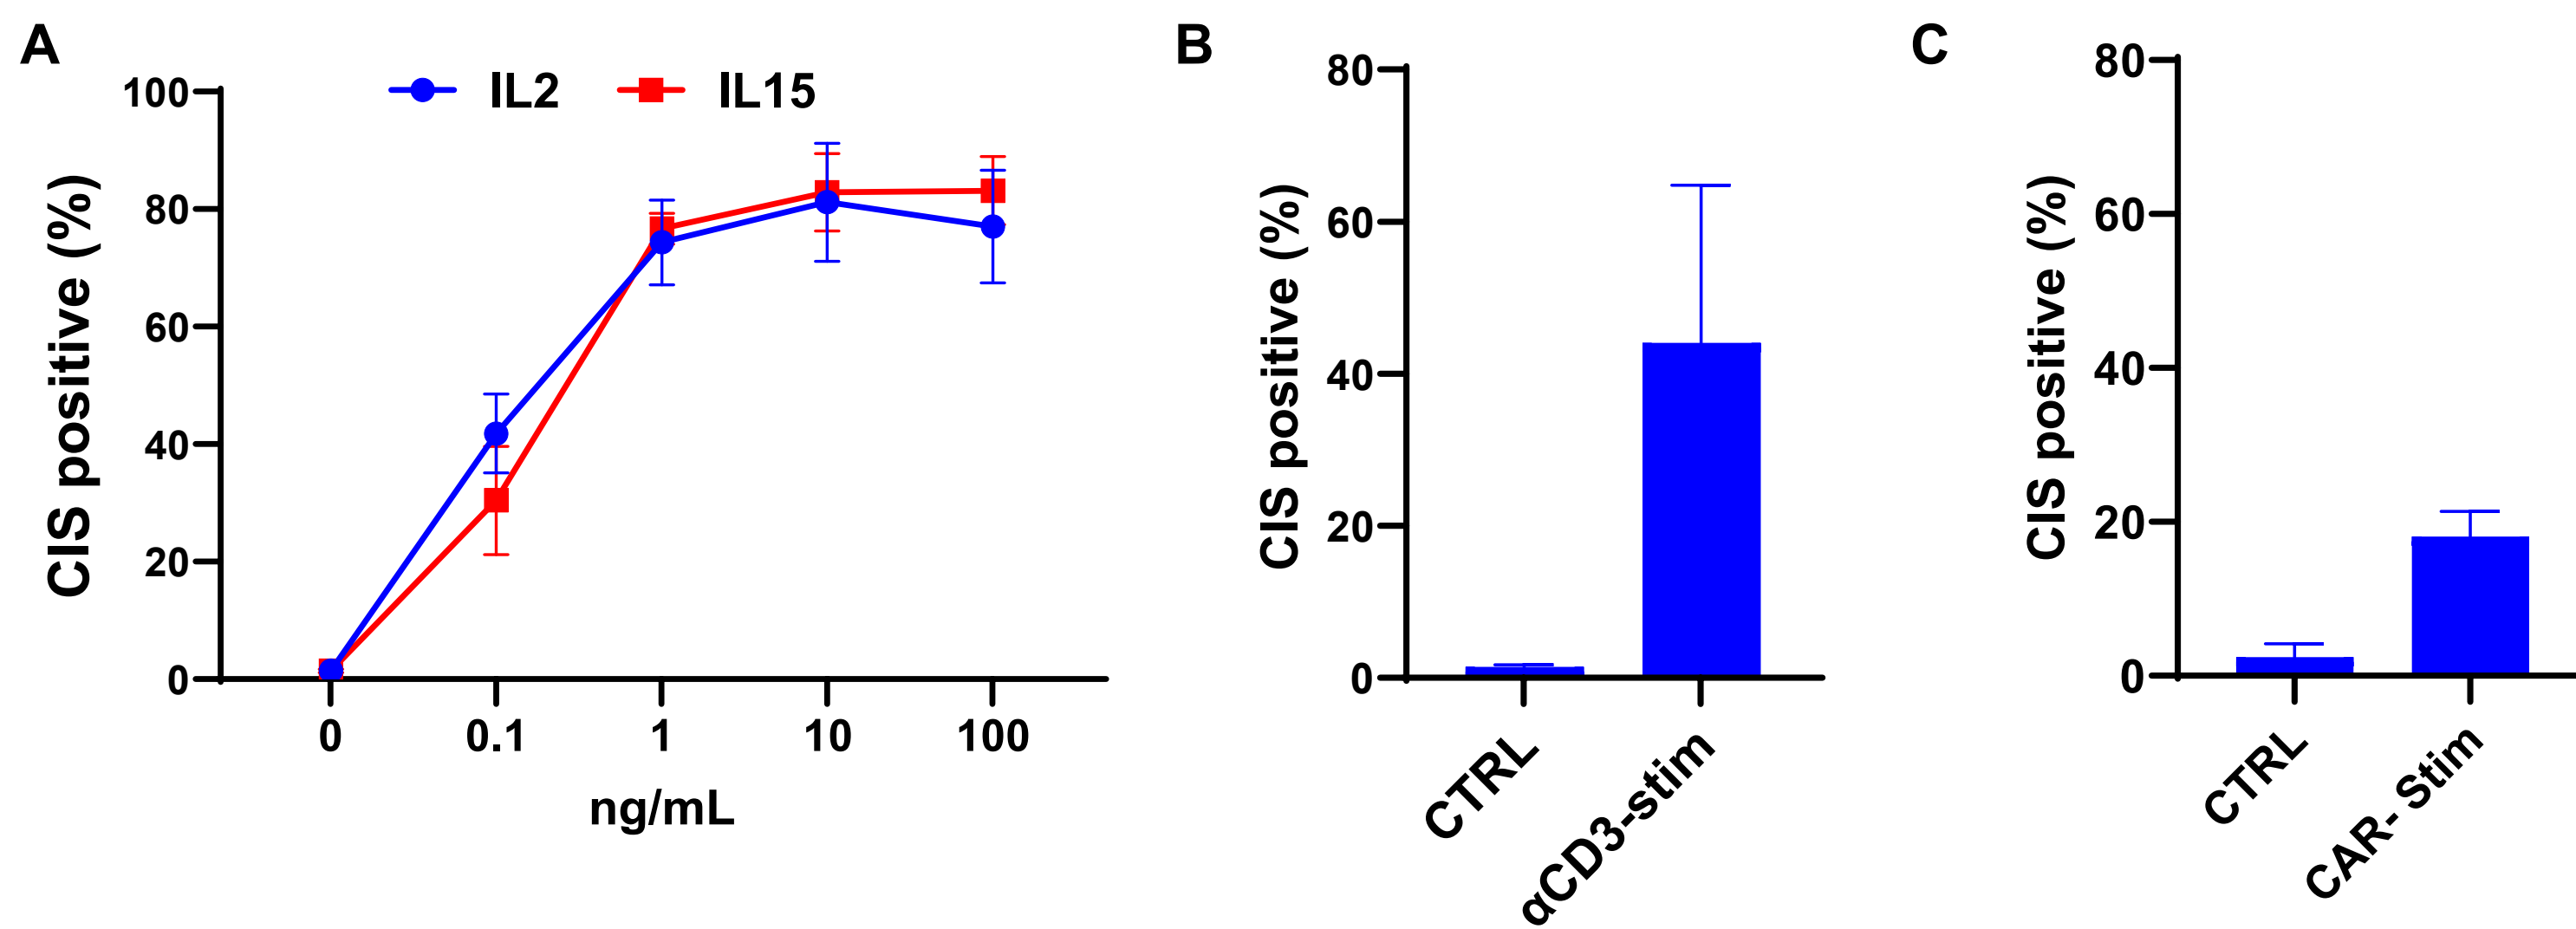 A
IL2 IL15
CIS positive (%)
100
80
60
40
20
0
0 0.1 1 10 100
ng/mL
B
CIS positive (%)
80
60
40
20
0
CTRL
αCD3-stim
C
CIS positive (%)
80
60
40
20
0
CTRL
CAR- Stim